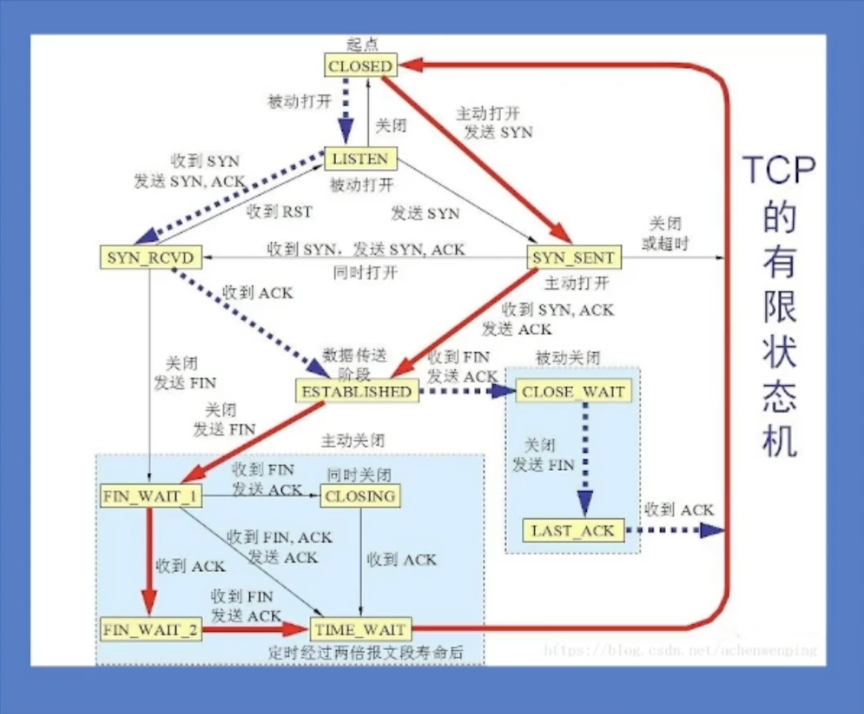 起点
CLOSED
被动打开
关闭
主动打开
发送 SYN
LISTEN
被动打开
收到 SYN
发送 SYN, ACK
收到 RST
发送 SYN
关闭
或超时
SYN_RCVD
收到 SYN，发送 SYN, ACK
同时打开
SYN_SENT
主动打开
收到 ACK
收到 SYN, ACK
发送 ACK
数据传送
阶段
ESTABLISHED
收到 FIN
发送 ACK
被动关闭
CLOSE_WAIT
关闭
发送 FIN
关闭
发送 FIN
主动关闭
关闭
发送 FIN
LAST_ACK
收到 ACK
FIN_WAIT_1
收到 FIN
发送 ACK
同时关闭
CLOSING
收到 FIN, ACK
发送 ACK
收到 ACK
收到 ACK
FIN_WAIT_2
收到 FIN
发送 ACK
TIME_WAIT
定时经过两倍报文段寿命后
TCP
的
有
限
状
态
机